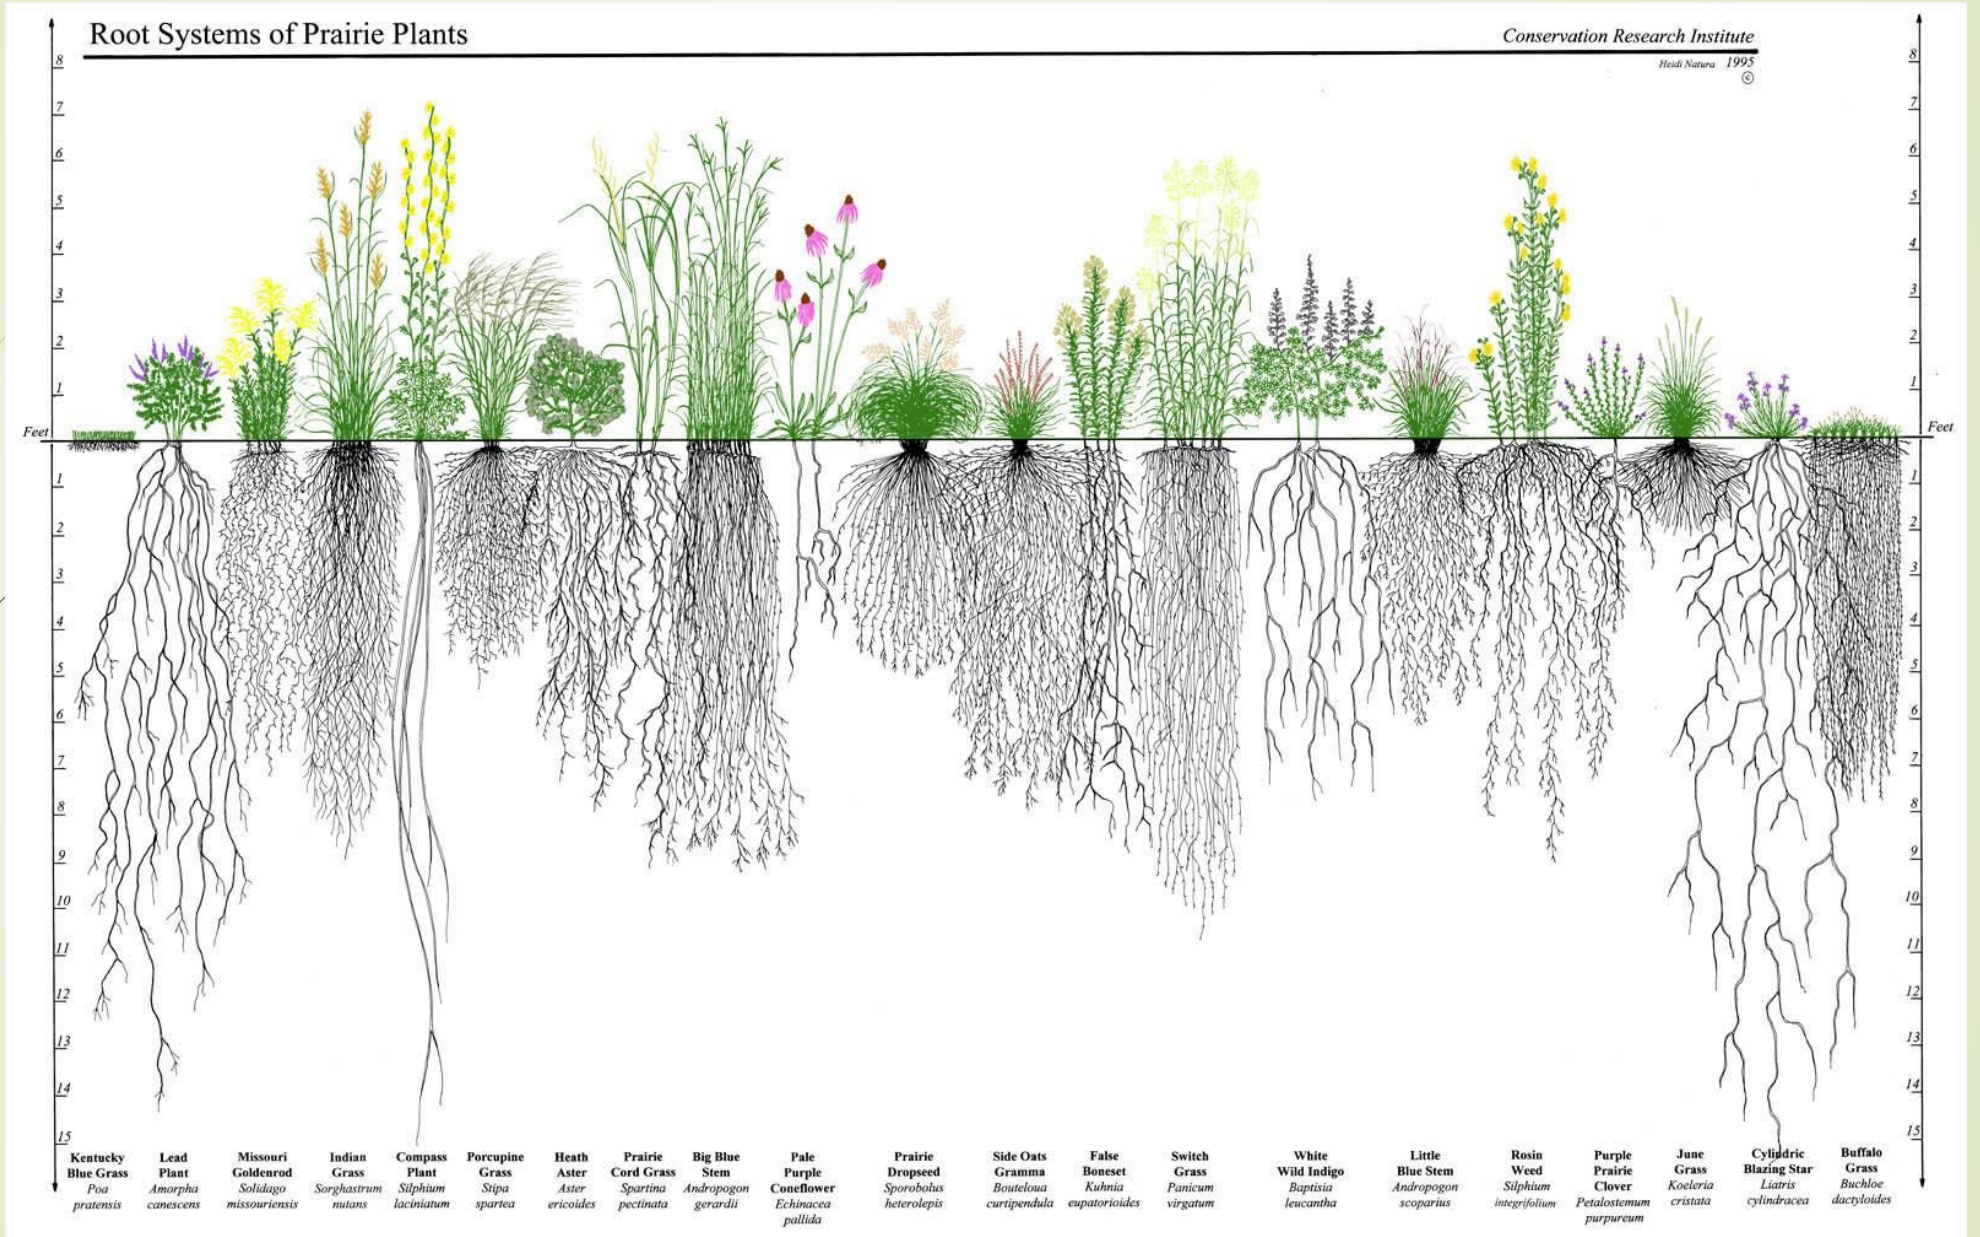 Root Systems of Prairie Plants
Conservation Research Institute
Heidi Natura 1995
©
8
7
6
5
4
3
2
1
Feet
1
2
3
4
5
6
7
8
9
10
11
12
13
14
15
8
7
6
5
4
3
2
1
Feet
1
2
3
4
5
6
7
8
9
10
11
12
13
14
15
Kentucky
Blue Grass
Poa
pratensis
Lead
Plant
Amorpha
canescens
Missouri
Goldenrod
Solidago
missouriensis
Indian
Grass
Sorghastrum
nutans
Compass
Plant
Silphium
laciniatum
Porcupine
Grass
Stipa
spartea
Heath
Aster
Aster
ericoides
Prairie
Cord Grass
Spartina
pectinata
Big Blue
Stem
Andropogon
gerardii
Pale
Purple
Coneflower
Echinacea
pallida
Prairie
Dropseed
Sporobolus
heterolepis
Side Oats
Gramma
Bouteloua
curtipendula
False
Boneset
Kuhnia
eupatorioides
Switch
Grass
Panicum
virgatum
White
Wild Indigo
Baptisia
leucantha
Little
Blue Stem
Andropogon
scoparius
Rosin
Weed
Silphium
integrifolium
Purple
Prairie
Clover
Petalostemum
purpureum
June
Grass
Koeleria
cristata
Cylindric
Blazing Star
Liatris
cylindracea
Buffalo
Grass
Buchloe
dactyloides